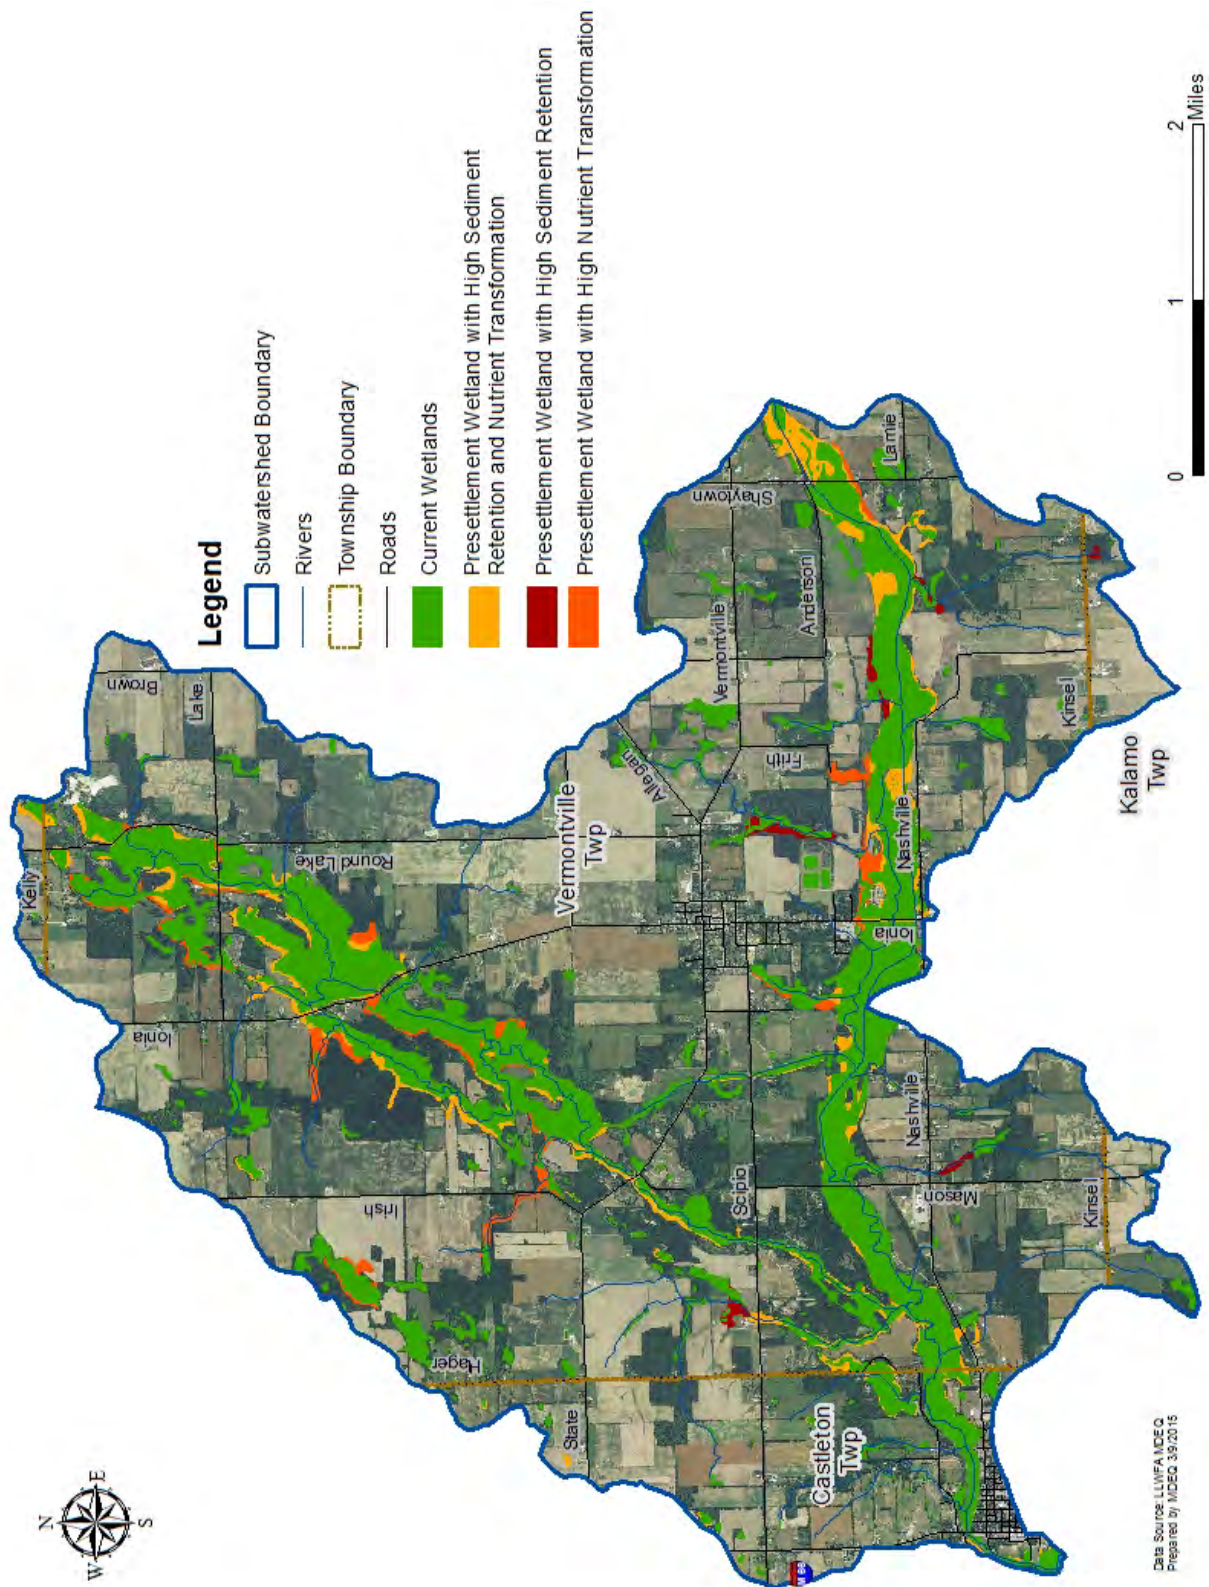 N
W
E
S
Legend
Subwatershed Boundary
Rivers
Township Boundary
Roads
Current Wetlands
Presettlement Wetland with High Sediment
Retention and Nutrient Transformation
Presettlement Wetland with High Sediment Retention
Presettlement Wetland with High Nutrient Transformation
Kelly
Brown
Lake
Ionia
Round Lake
Irish
Hager
State
Vermontville
Twp
Allegan
Vermontville
Shaytown
Anderson
Frith
Lamie
Scipio
Castleton
Twp
Nashville
Ionia
Nashville
Mason
Kinsel
Kinsel
Kalamo
Twp
0
1
2
Miles
Data Source: LLWFA MDEQ
Prepared by MDEQ 3/9/2015